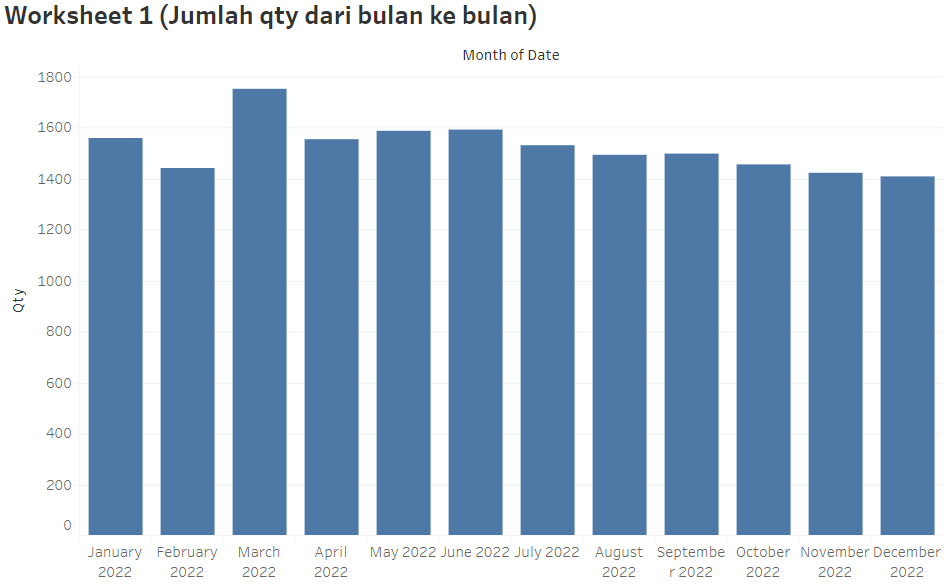 Worksheet 1 (Jumlah qty dari bulan ke bulan)
Month of Date
1800
1600
1400
1200
1000
800
600
400
200
0
Qty
January
2022
February
2022
March
2022
April
2022
May 2022
June 2022
July 2022
August
2022
Septembe
r 2022
October
2022
November
2022
December
2022